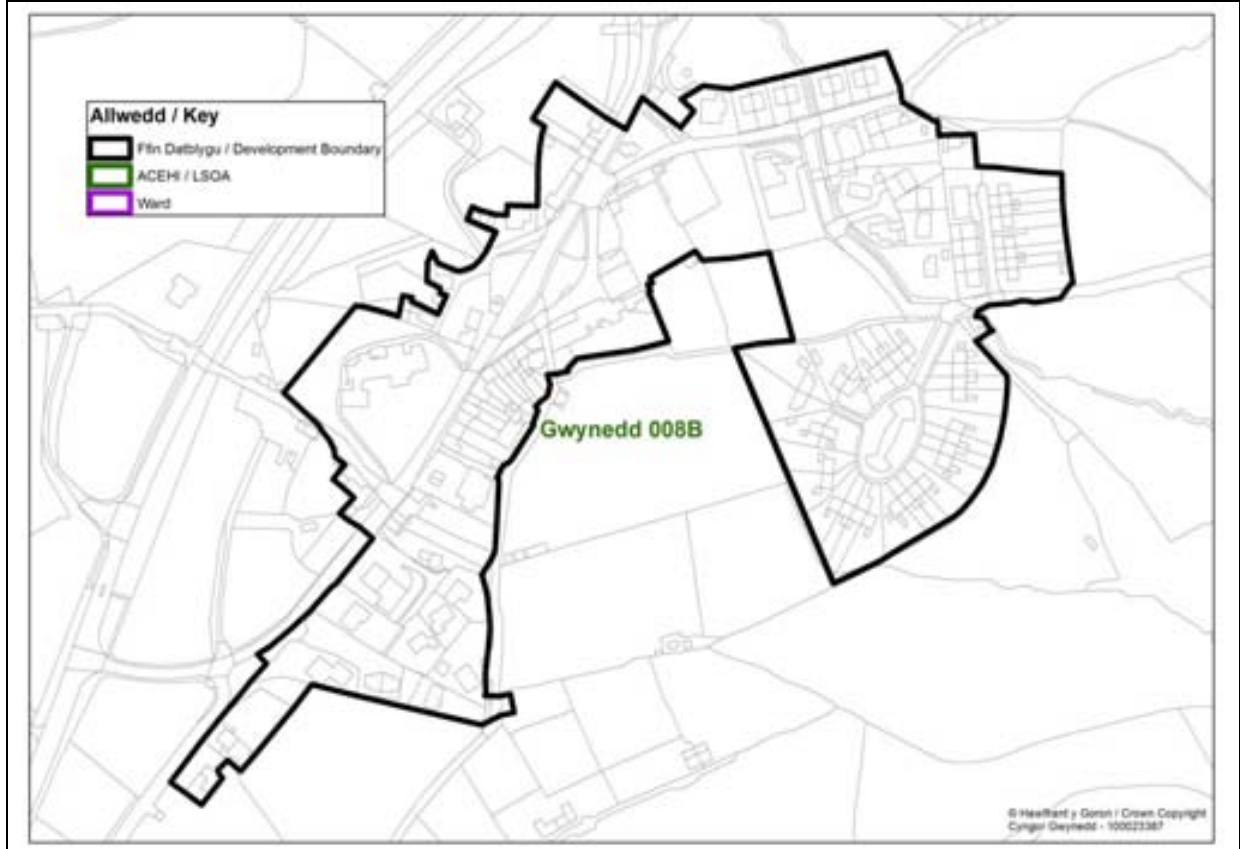 Allwedd / Key
Ffin Datblygu / Development Boundary
ACEHI / LSOA
Ward
Gwynedd 008B
© Hawlfraint y Goron / Crown Copyright
Cyngor Gwynedd - 100023387